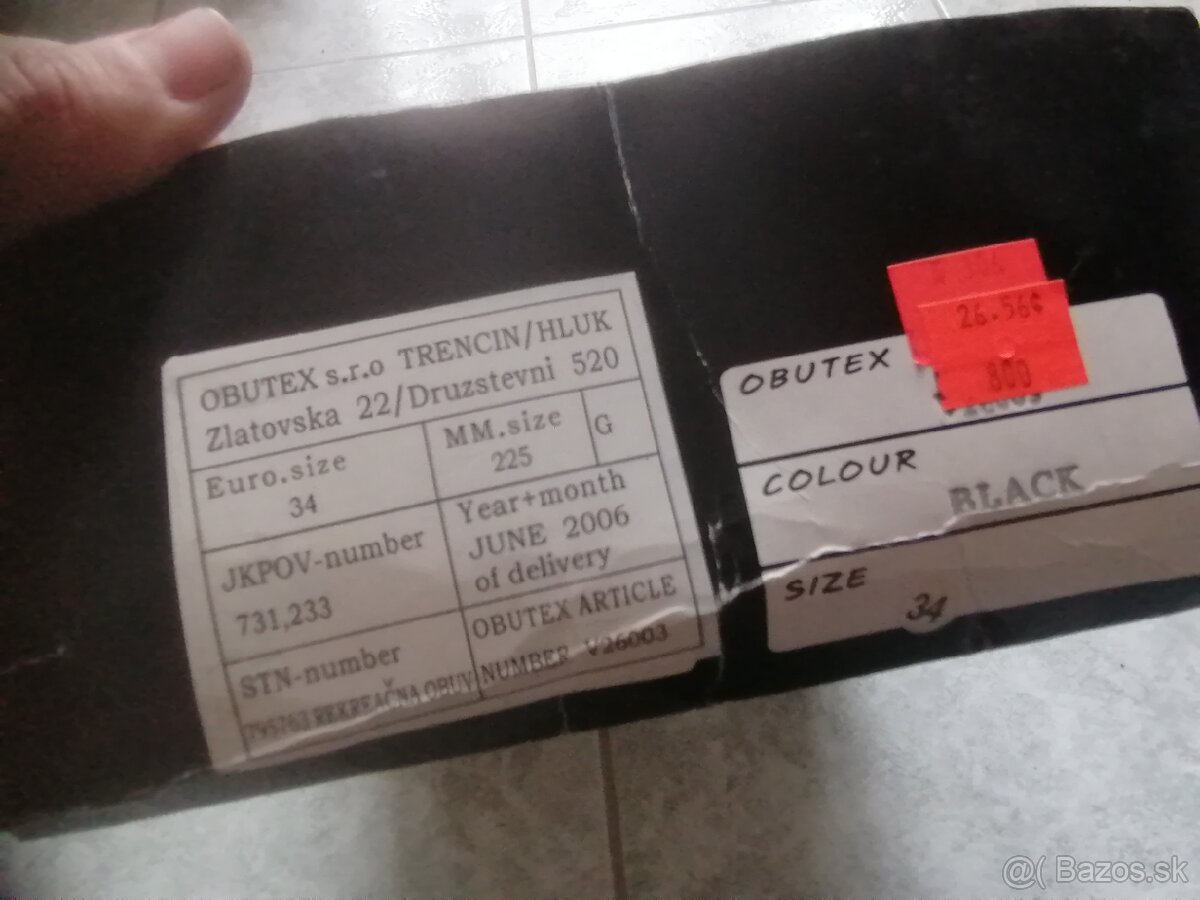 OBUTEX s.r.o TRENCIN/HLUK
Zlatovska 22/Druzstevni 520
Euro.size
34
MM.size
225
G
JKPOV-number
731,233
Year+month
JUNE 2006
of delivery
STN-number
795763 REKREAČNA OBUV
OBUTEX ARTICLE
NUMBER V26003
26.56€
800
OBUTEX
COLOUR
BLACK
SIZE
34
@( Bazos.sk